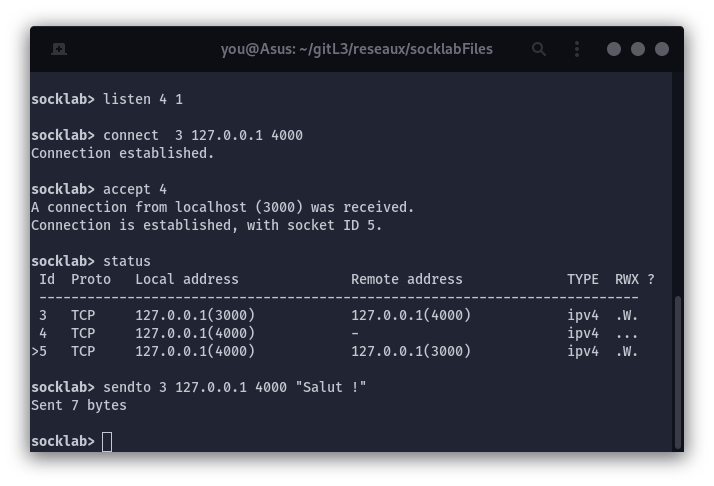 you@Asus: ~/gitL3/reseaux/socklabFiles
socklab> listen 4 1
socklab> connect  3 127.0.0.1 4000
Connection established.
socklab> accept 4
A connection from localhost (3000) was received.
Connection is established, with socket ID 5.
socklab> status
 Id  Proto   Local address              Remote address             TYPE  RWX ?
 ---------------------------------------------------------------------------
 3   TCP     127.0.0.1(3000)            127.0.0.1(4000)            ipv4  .W.
 4   TCP     127.0.0.1(4000)            -                          ipv4  ...
>5   TCP     127.0.0.1(4000)            127.0.0.1(3000)            ipv4  .W.
socklab> sendto 3 127.0.0.1 4000 "Salut !"
Sent 7 bytes
socklab>